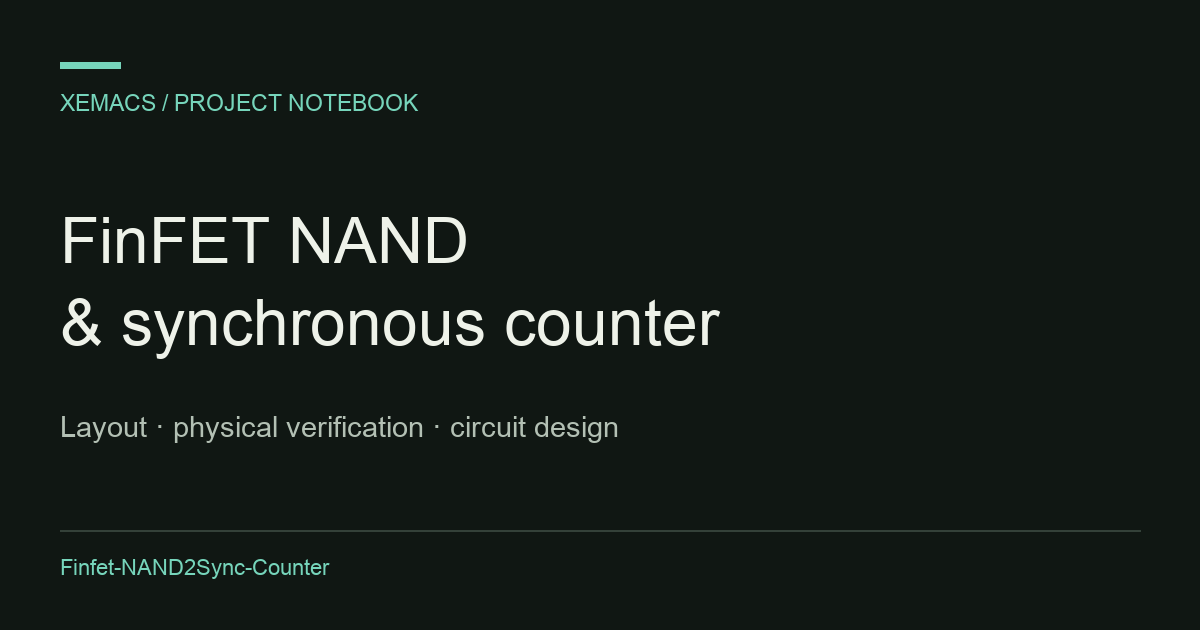 XEMACS / PROJECT NOTEBOOK
FinFET NAND
& synchronous counter
Layout · physical verification · circuit design
Finfet-NAND2Sync-Counter